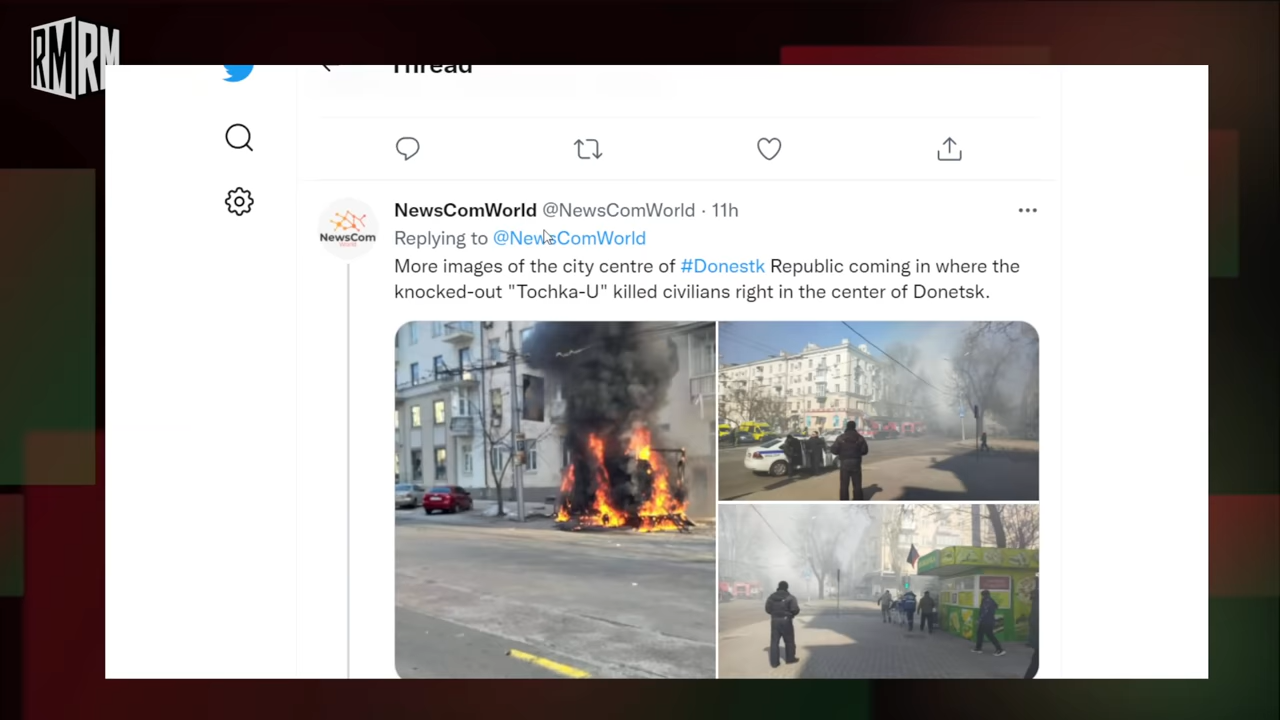 RMRM
Thread
NewsComWorld @NewsComWorld · 11h
NewsCom
World
Replying to @NewsComWorld
More images of the city centre of #Donestk Republic coming in where the
knocked-out "Tochka-U" killed civilians right in the center of Donetsk.